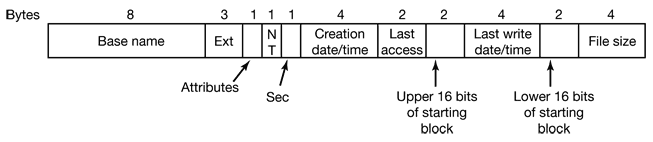 Bytes 8 3 1 1 1 4 2 2 4 2 4
Base name Ext N T Creation date/time Last access Last write date/time File size
Attributes Sec
Upper 16 bits of starting block
Lower 16 bits of starting block